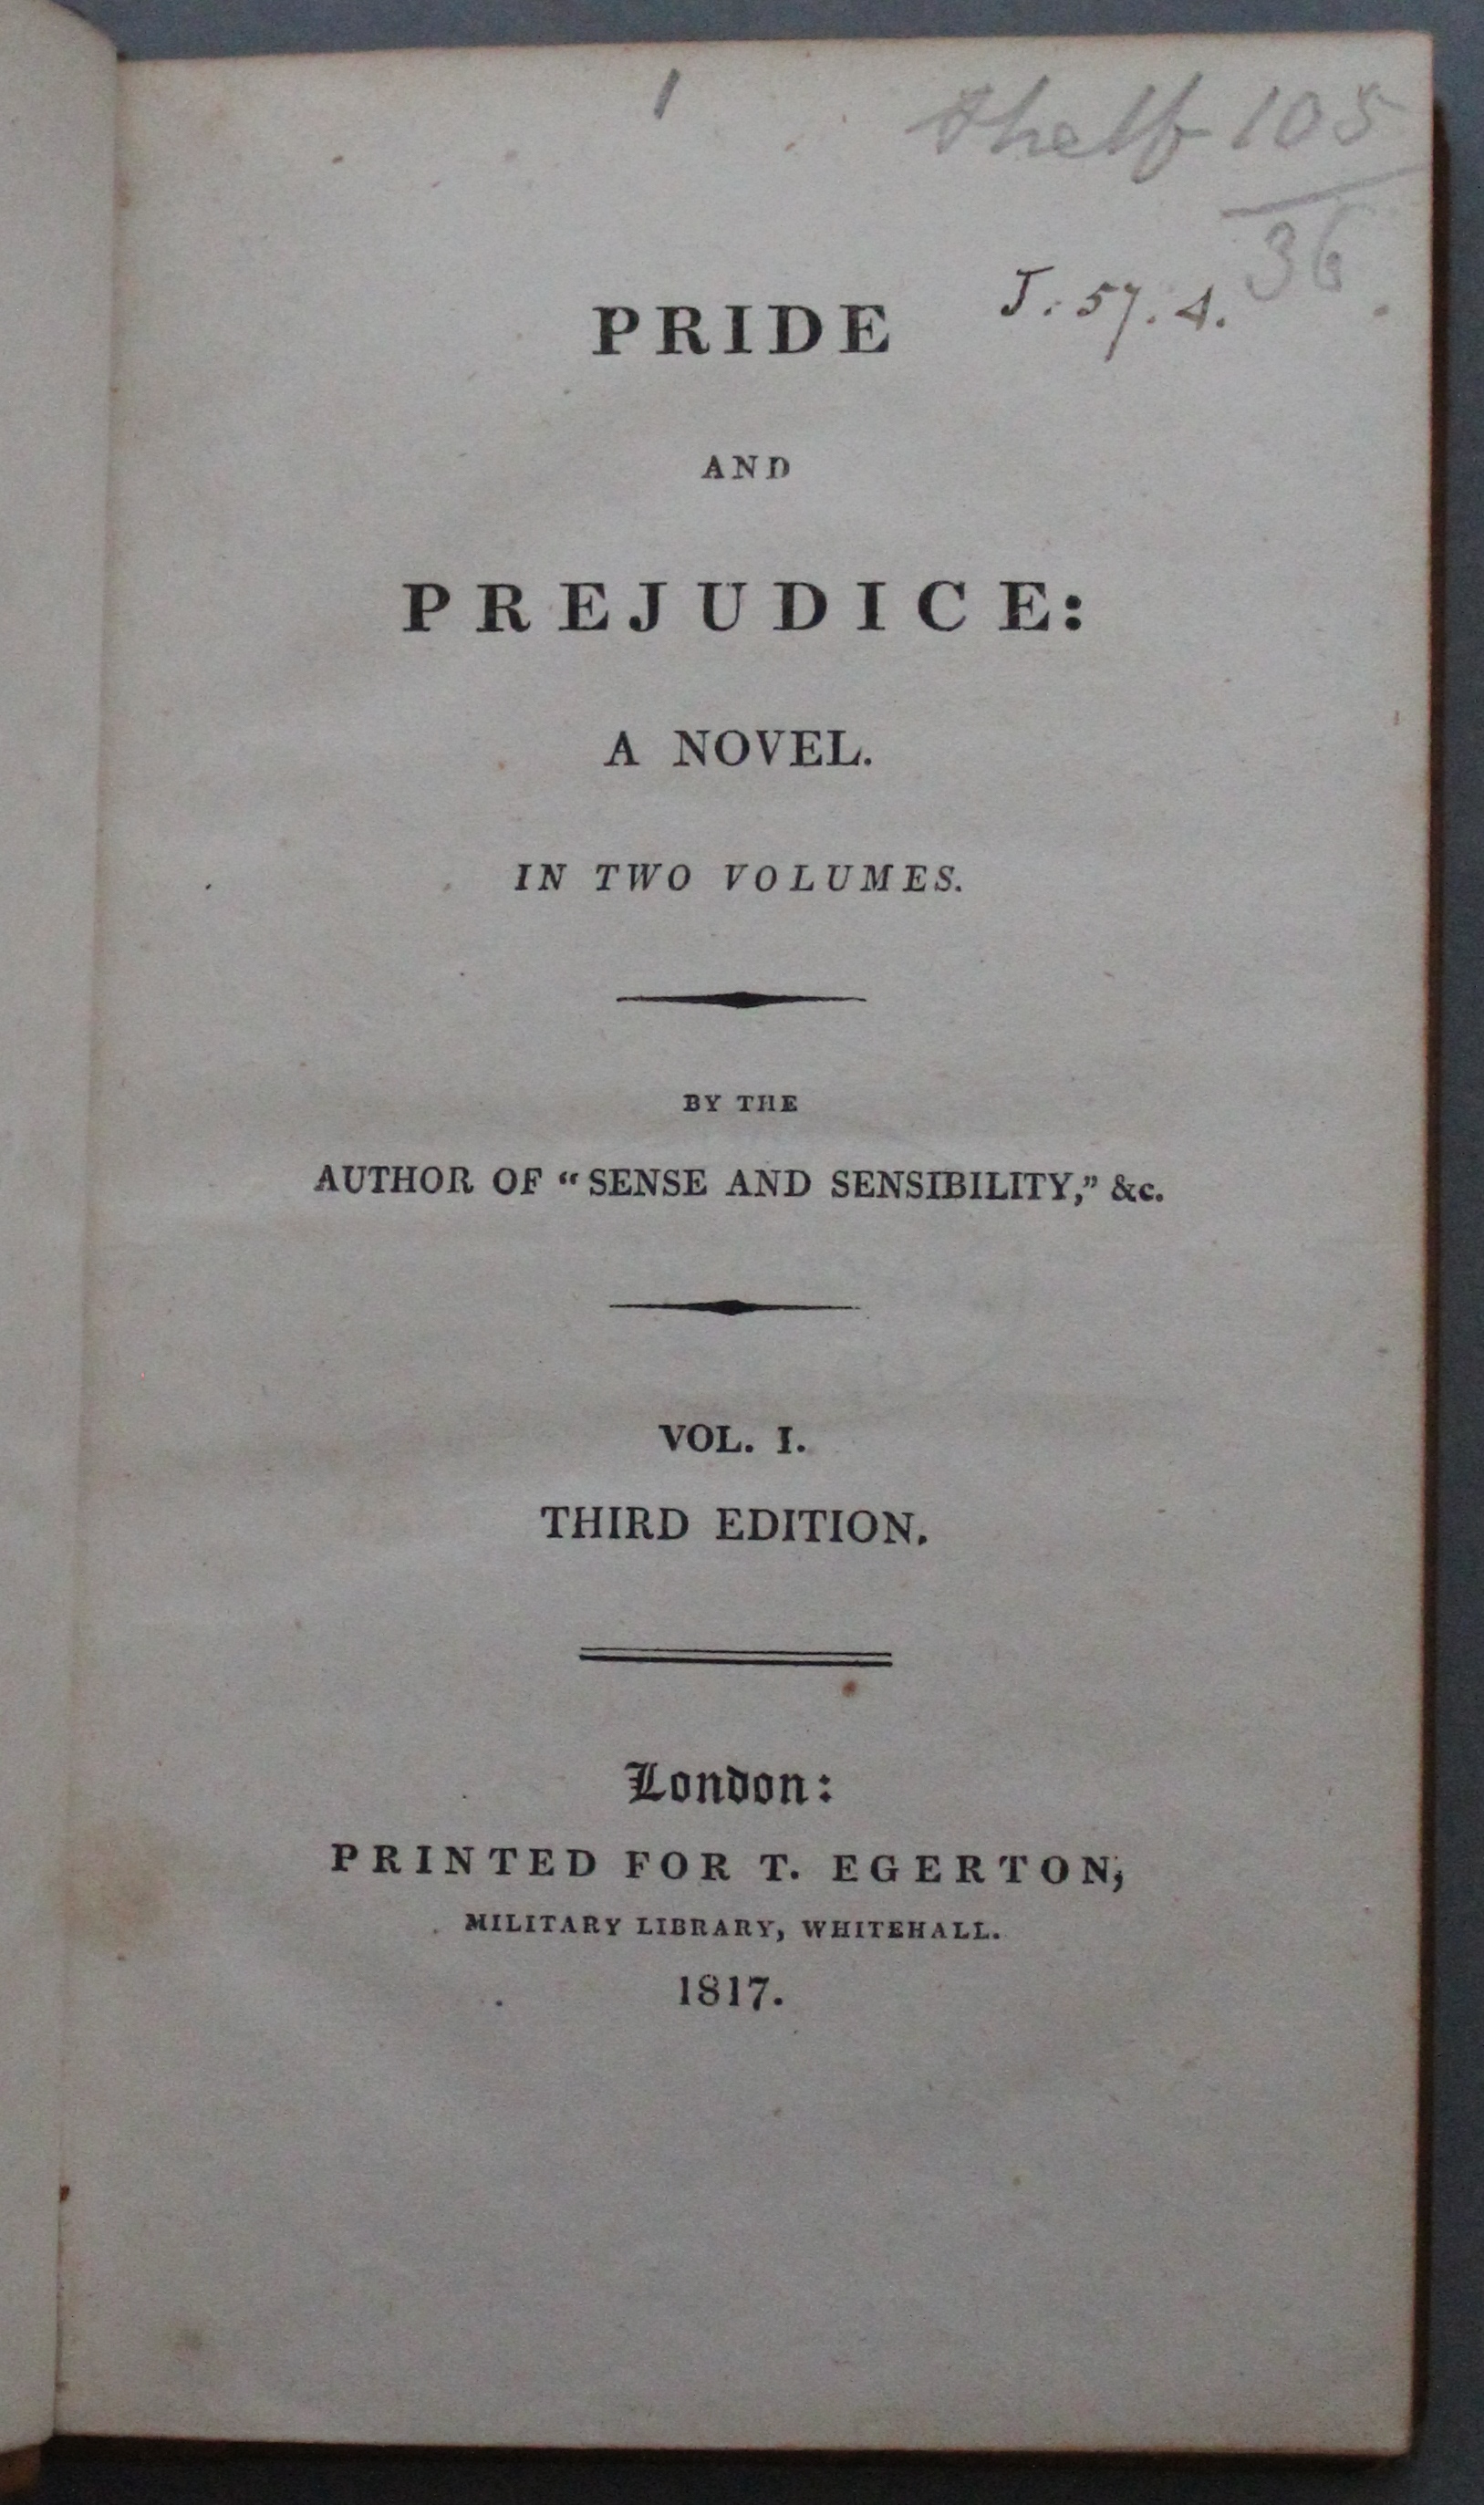 1
Shelf 105
36
J. 57. 4.
PRIDE
AND
PREJUDICE:
A NOVEL.
IN TWO VOLUMES.
BY THE
AUTHOR OF “SENSE AND SENSIBILITY,” &c.
VOL. I.
THIRD EDITION.
London:
PRINTED FOR T. EGERTON,
MILITARY LIBRARY, WHITEHALL.
1817.